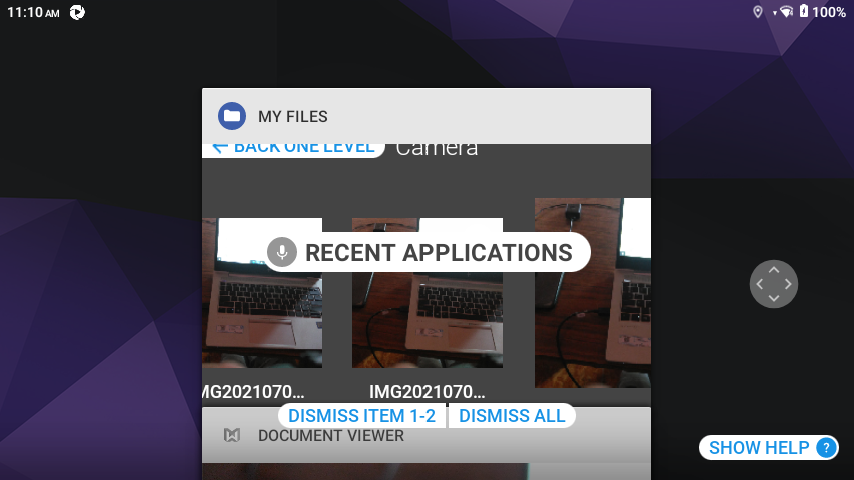 11:10 AM
100%
MY FILES
BACK ONE LEVEL
Camera
RECENT APPLICATIONS
MG2021070...
IMG2021070...
DISMISS ITEM 1-2
DISMISS ALL
DOCUMENT VIEWER
SHOW HELP ?